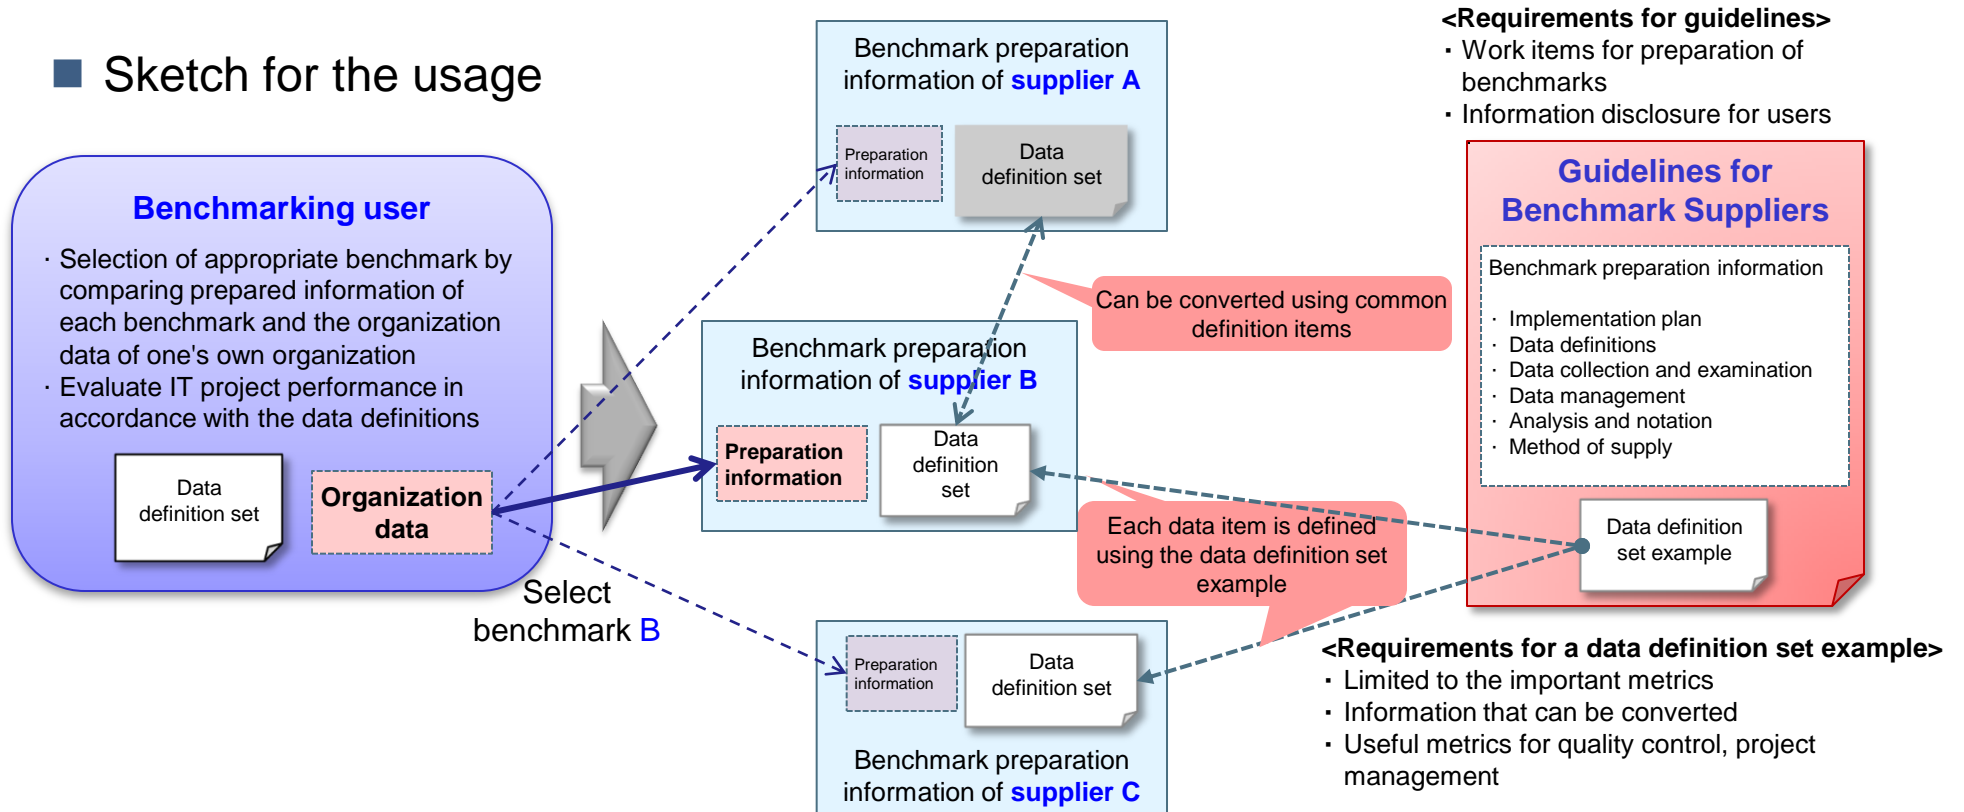 ■ Sketch for the usage
Benchmarking user
· Selection of appropriate benchmark by
comparing prepared information of
each benchmark and the organization
data of one's own organization
· Evaluate IT project performance in
accordance with the data definitions
Data
definition set
Organization
data
Select
benchmark B
Benchmark preparation
information of supplier A
Preparation
information
Data
definition set
Can be converted using common
definition items
Benchmark preparation
information of supplier B
Preparation
information
Data
definition
set
Each data item is defined
using the data definition set
example
Preparation
information
Data
definition set
Benchmark preparation
information of supplier C
<Requirements for guidelines>
· Work items for preparation of
benchmarks
· Information disclosure for users
Guidelines for
Benchmark Suppliers
Benchmark preparation information
· Implementation plan
· Data definitions
· Data collection and examination
· Data management
· Analysis and notation
· Method of supply
Data definition
set example
<Requirements for a data definition set example>
· Limited to the important metrics
· Information that can be converted
· Useful metrics for quality control, project
management